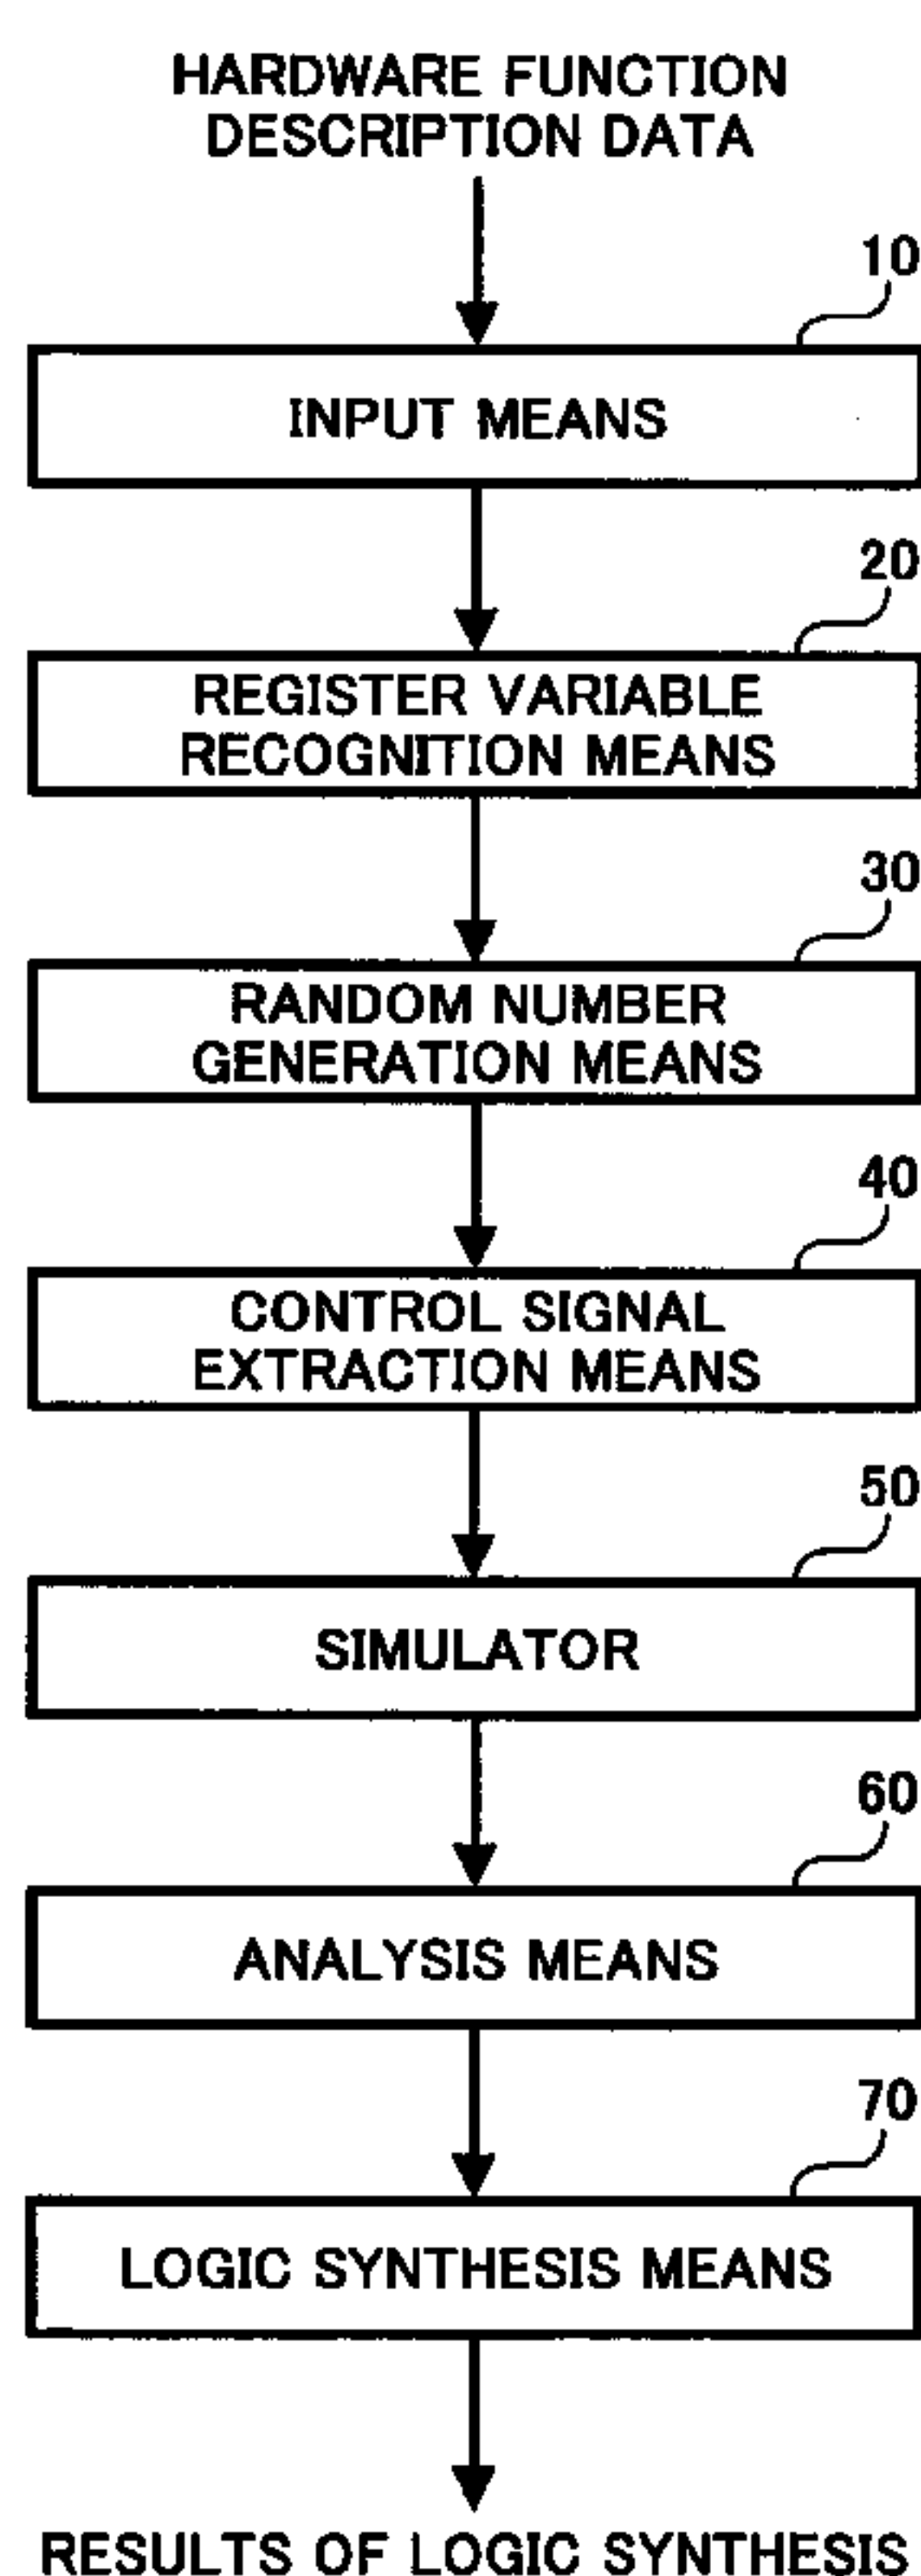 HARDWARE FUNCTION
DESCRIPTION DATA
10
INPUT MEANS
20
REGISTER VARIABLE
RECOGNITION MEANS
30
RANDOM NUMBER
GENERATION MEANS
40
CONTROL SIGNAL
EXTRACTION MEANS
50
SIMULATOR
60
ANALYSIS MEANS
70
LOGIC SYNTHESIS MEANS
RESULTS OF LOGIC SYNTHESIS